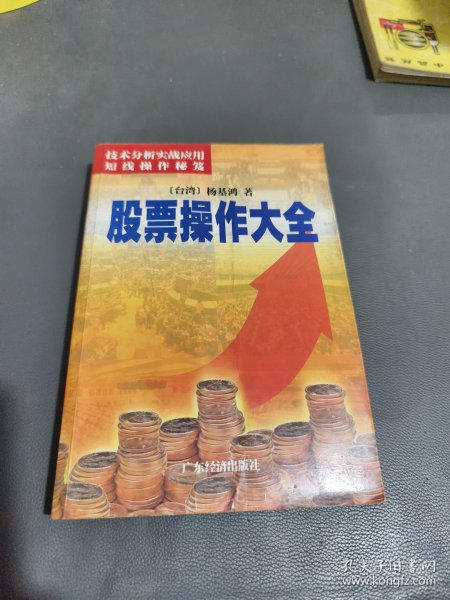 技术分析实战应用
短线操作秘笈
〔台湾〕杨基鸿 著
股票操作大全
广东经济出版社
孔夫子旧书网
www.kongfz.com